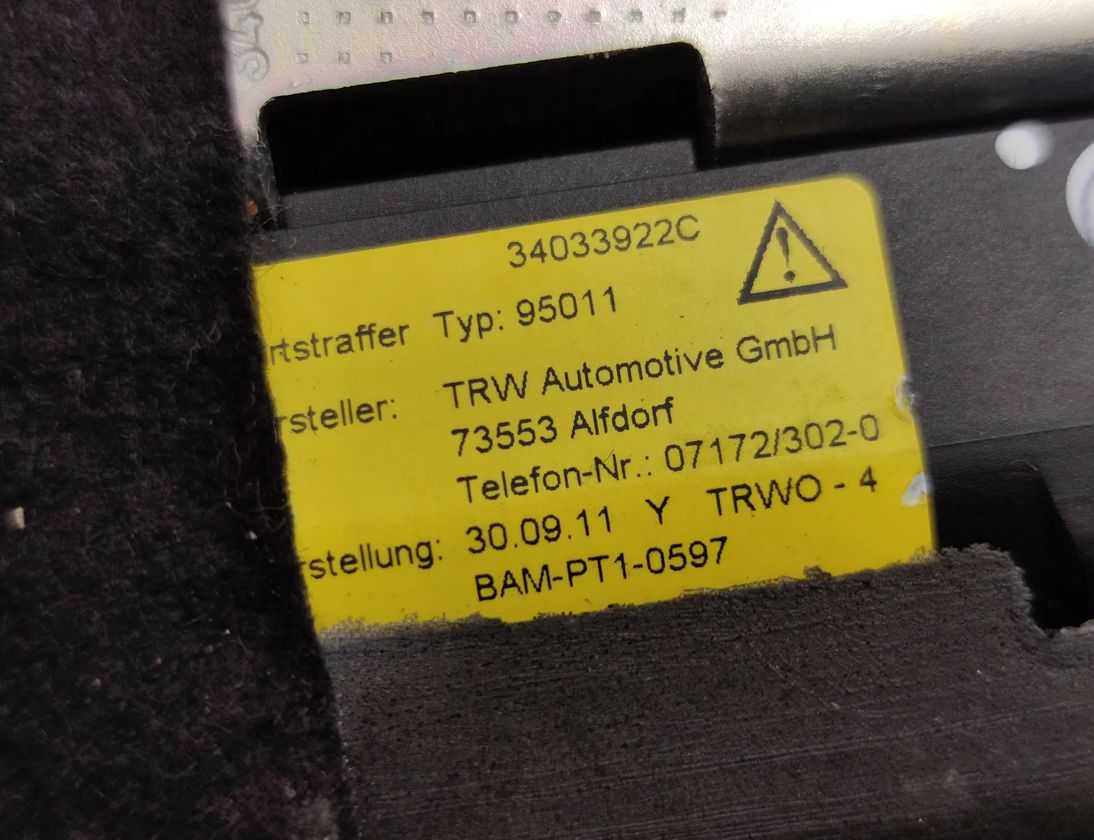 34033922C
rtstraffer Typ: 95011
rsteller: TRW Automotive GmbH
73553 Alfdorf
Telefon-Nr.: 07172/302-0
rstellung: 30.09.11 Y TRWO - 4
BAM-PT1-0597